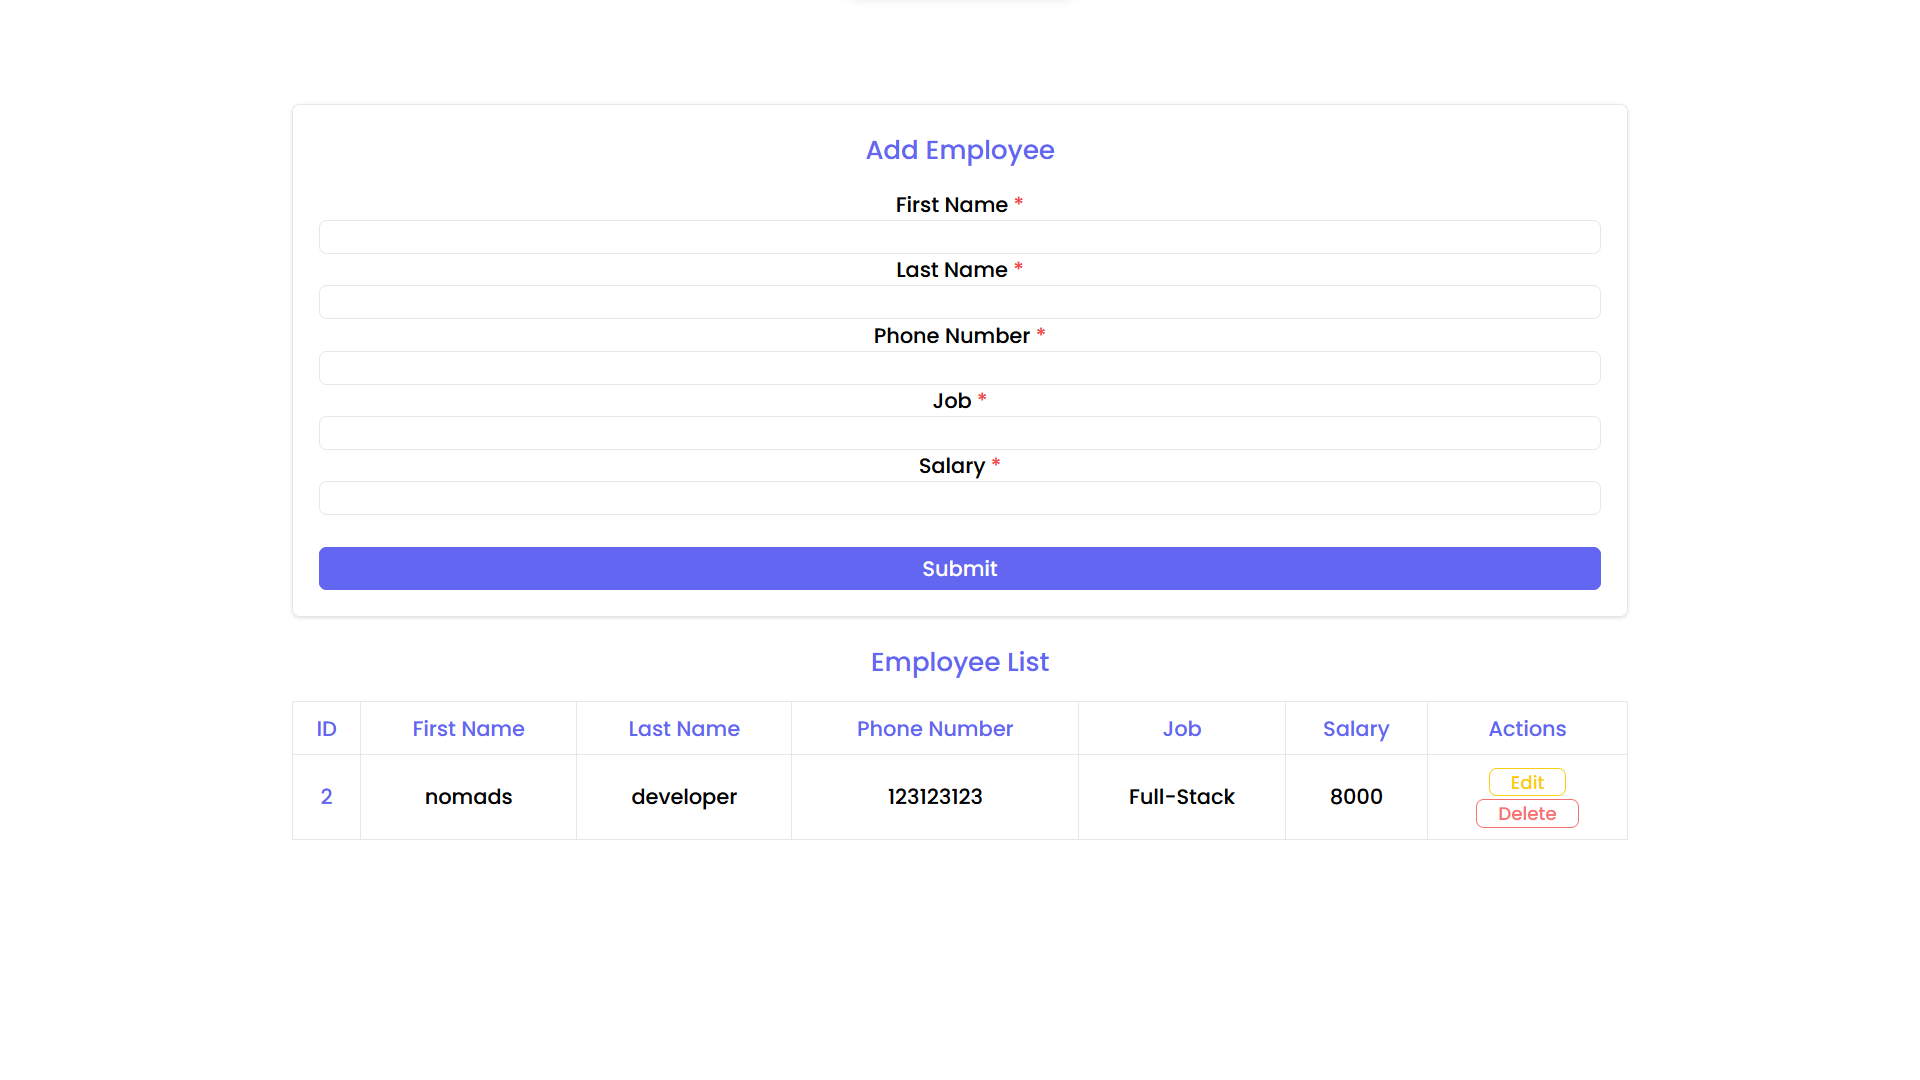 Add Employee
First Name *
Last Name *
Phone Number *
Job *
Salary *
Submit
Employee List
ID First Name Last Name Phone Number Job Salary Actions
2 nomads developer 123123123 Full-Stack 8000 Edit
Delete